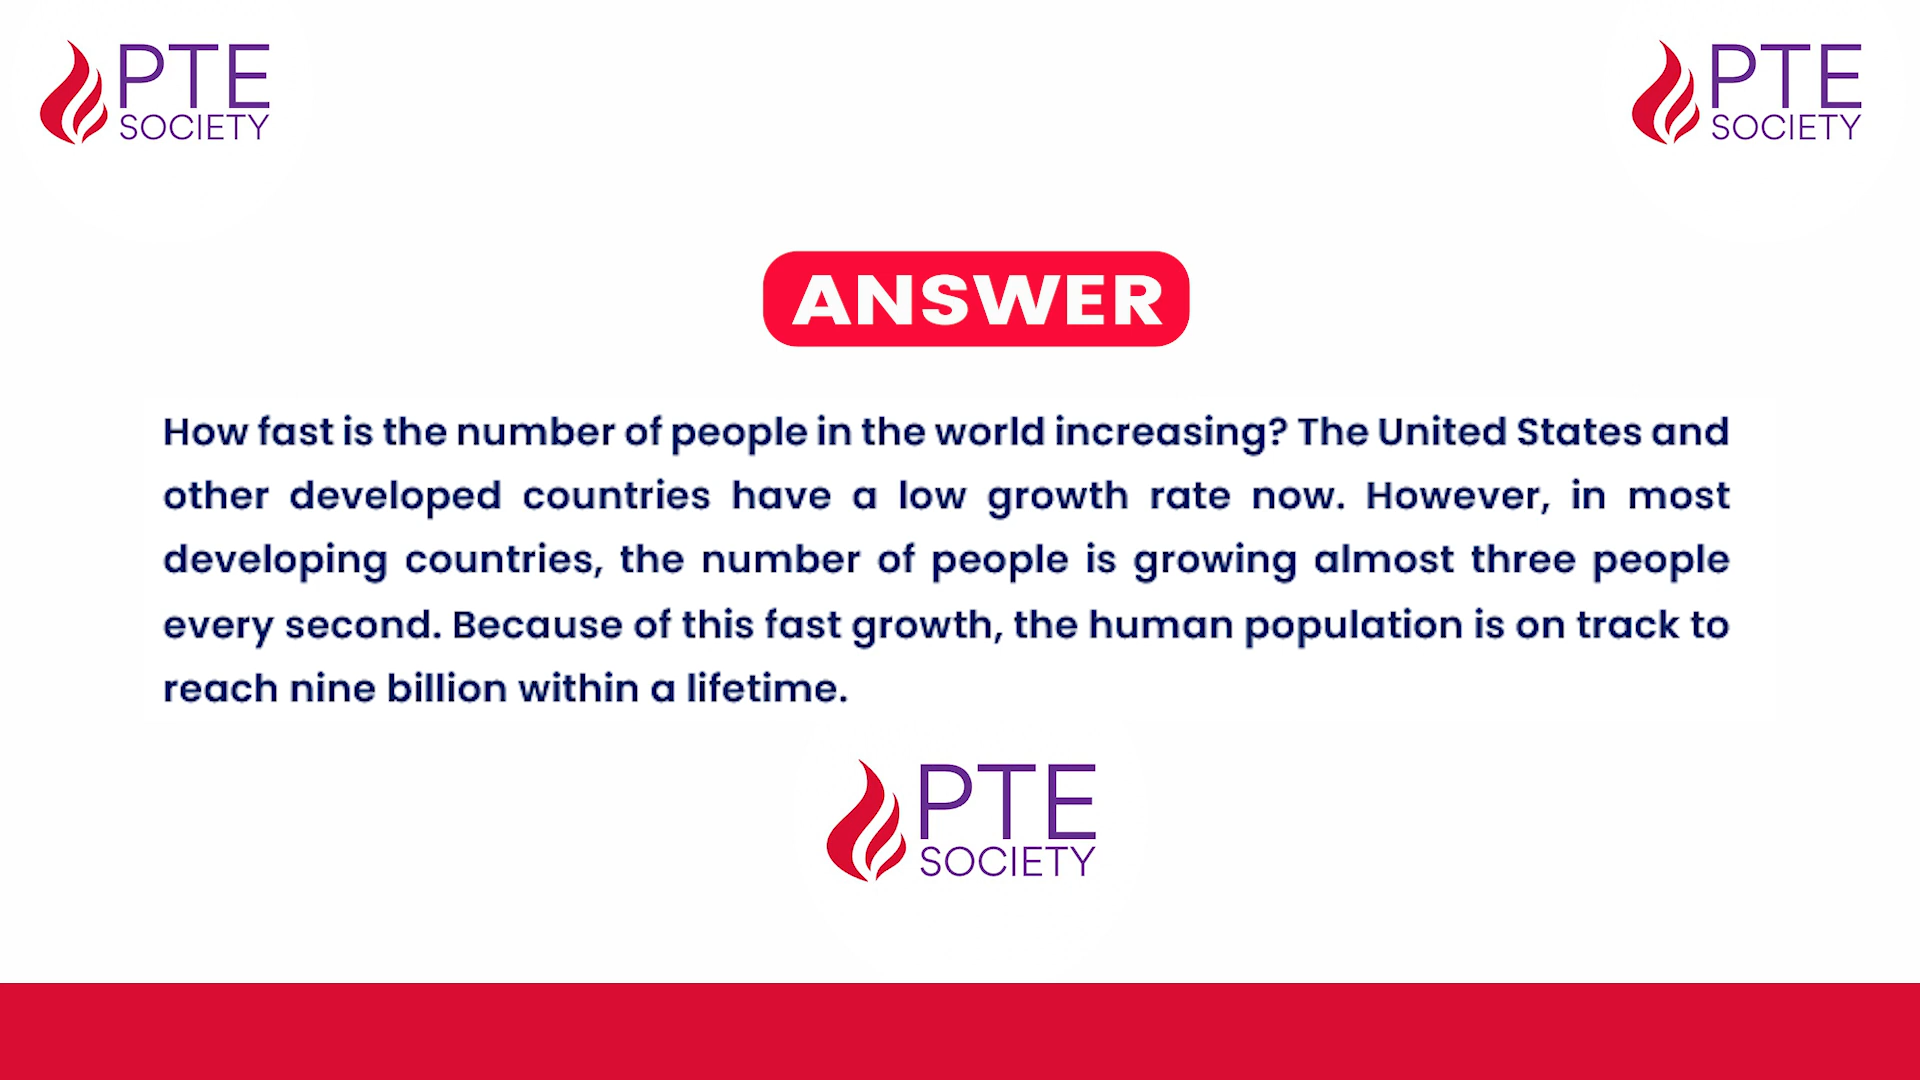 PTE
SOCIETY
PTE
SOCIETY
ANSWER
How fast is the number of people in the world increasing? The United States and
other developed countries have a low growth rate now. However, in most
developing countries, the number of people is growing almost three people
every second. Because of this fast growth, the human population is on track to
reach nine billion within a lifetime.
PTE
SOCIETY